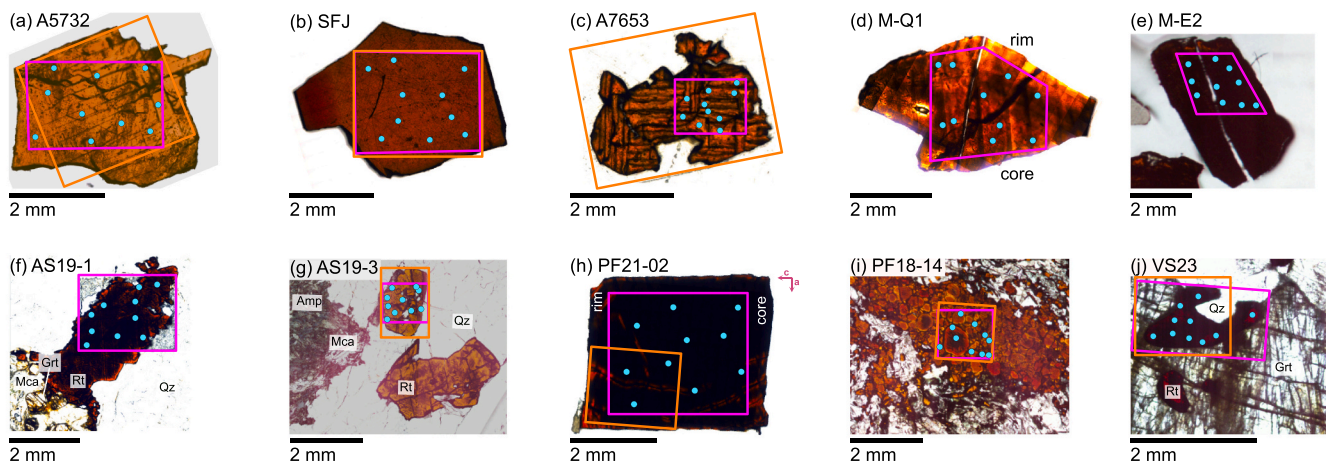 (a) A5732
(b) SFJ
(c) A7653
(d) M-Q1
(e) M-E2
rim
core
2 mm
2 mm
2 mm
2 mm
2 mm
(f) AS19-1
(g) AS19-3
(h) PF21-02
(i) PF18-14
(j) VS23
Grt
Mca
Rt
Qz
Amp
Mca
Qz
Rt
rim
core
c
a
Qz
Grt
Rt
2 mm
2 mm
2 mm
2 mm
2 mm